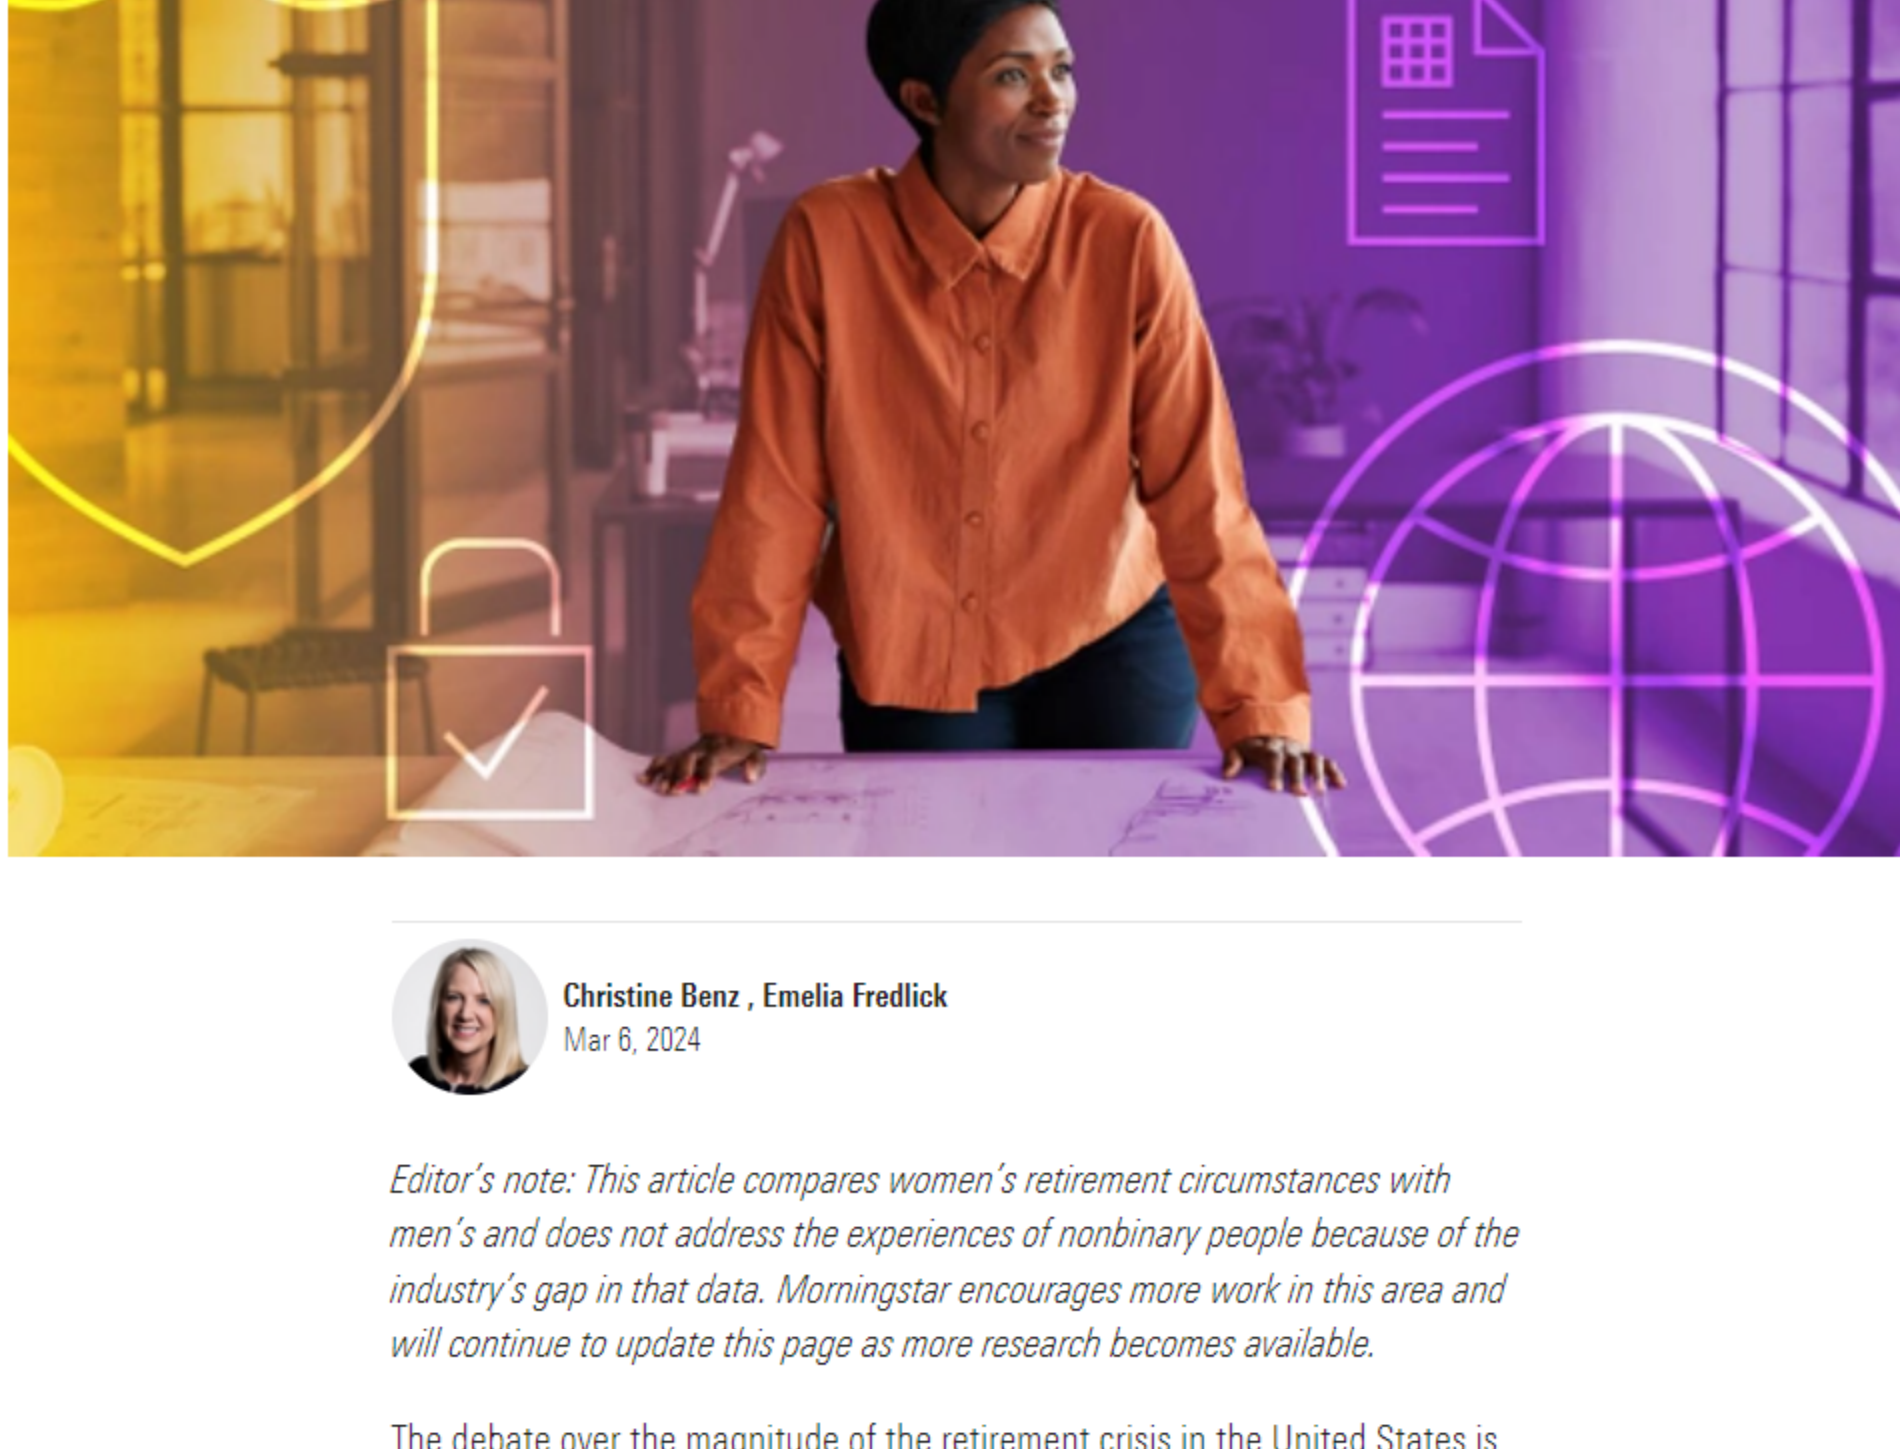 Christine Benz , Emelia Fredlick
Mar 6, 2024
Editor's note: This article compares women's retirement circumstances with
men's and does not address the experiences of nonbinary people because of the
industry's gap in that data. Morningstar encourages more work in this area and
will continue to update this page as more research becomes available.
The debate over the magnitude of the retirement crisis in the United States is